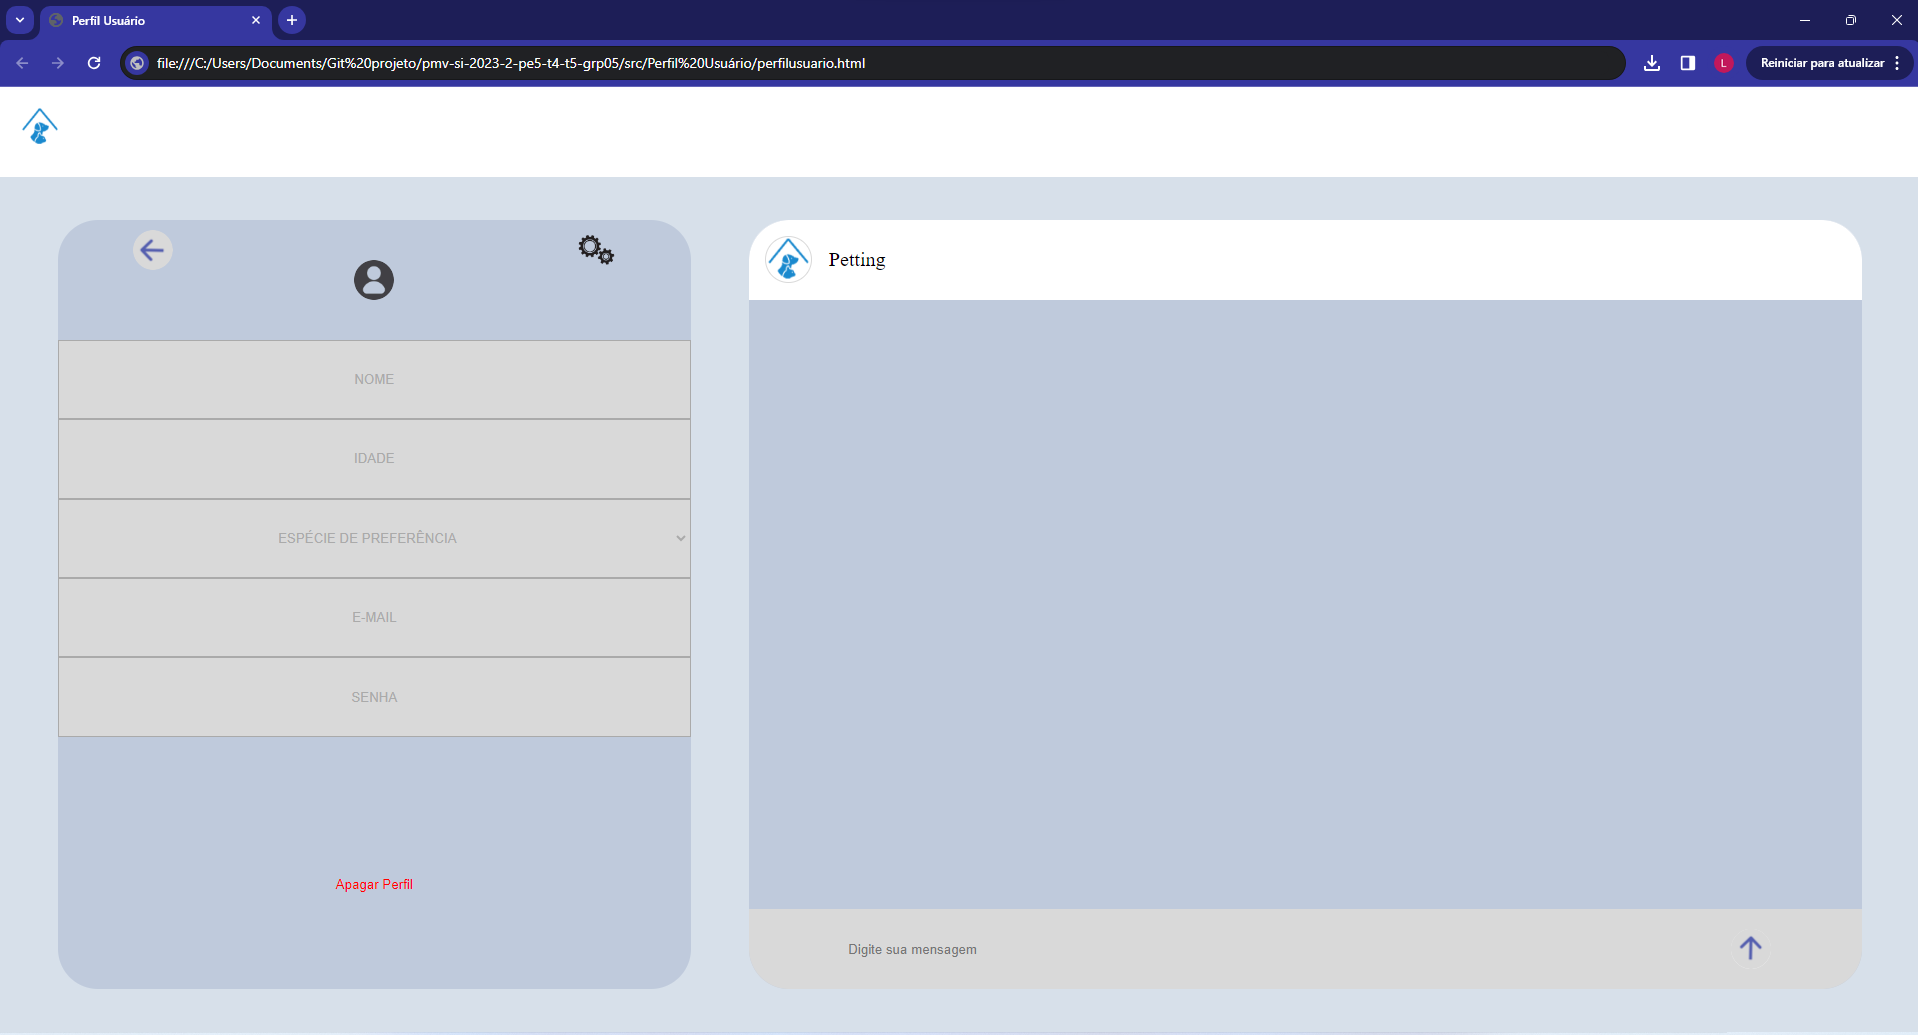 Perfil Usuário
file:///C:/Users/Documents/Git%20projeto/pmv-si-2023-2-pe5-t4-t5-grp05/src/Perfil%20Usuário/perfilusuario.html
L
Reiniciar para atualizar
Petting
NOME
IDADE
ESPÉCIE DE PREFERÊNCIA
E-MAIL
SENHA
Apagar Perfil
Digite sua mensagem